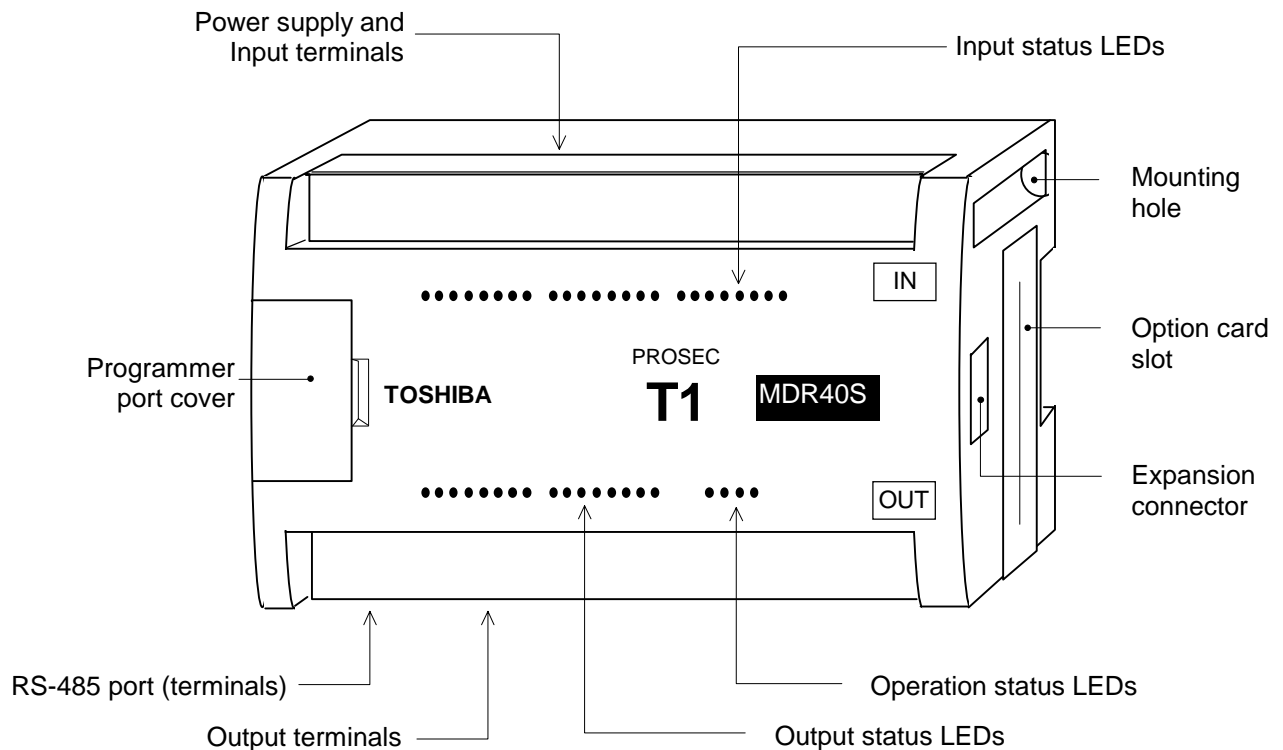 Power supply and
Input terminals
Input status LEDs
Mounting
hole
IN
Option card
slot
PROSEC
Programmer
port cover
TOSHIBA
T1
MDR40S
Expansion
connector
OUT
RS-485 port (terminals)
Operation status LEDs
Output terminals
Output status LEDs